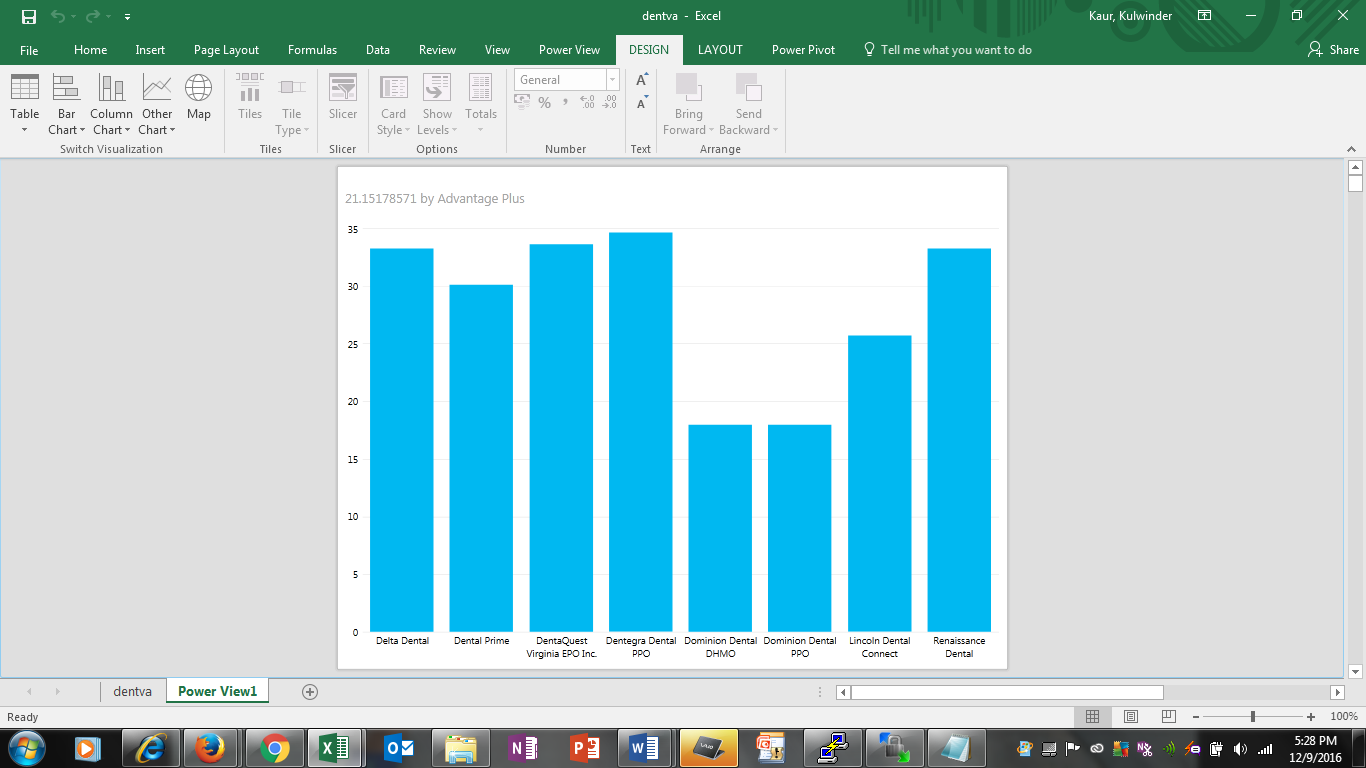 dentva - Excel
Kaur, Kulwinder
File Home Insert Page Layout Formulas Data Review View Power View DESIGN LAYOUT Power Pivot Tell me what you want to do Share
Table Bar Chart Column Chart Other Chart Map Tiles Tile Type Slicer Card Style Show Levels Totals General Bring Forward Send Backward
Switch Visualization Tiles Slicer Options Number Text Arrange
21.15178571 by Advantage Plus
35
30
25
20
15
10
5
0
Delta Dental
Dental Prime
DentaQuest
Virginia EPO Inc.
Dentegra Dental
PPO
Dominion Dental
DHMO
Dominion Dental
PPO
Lincoln Dental
Connect
Renaissance
Dental
dentva Power View1
Ready 100%
5:28 PM
12/9/2016